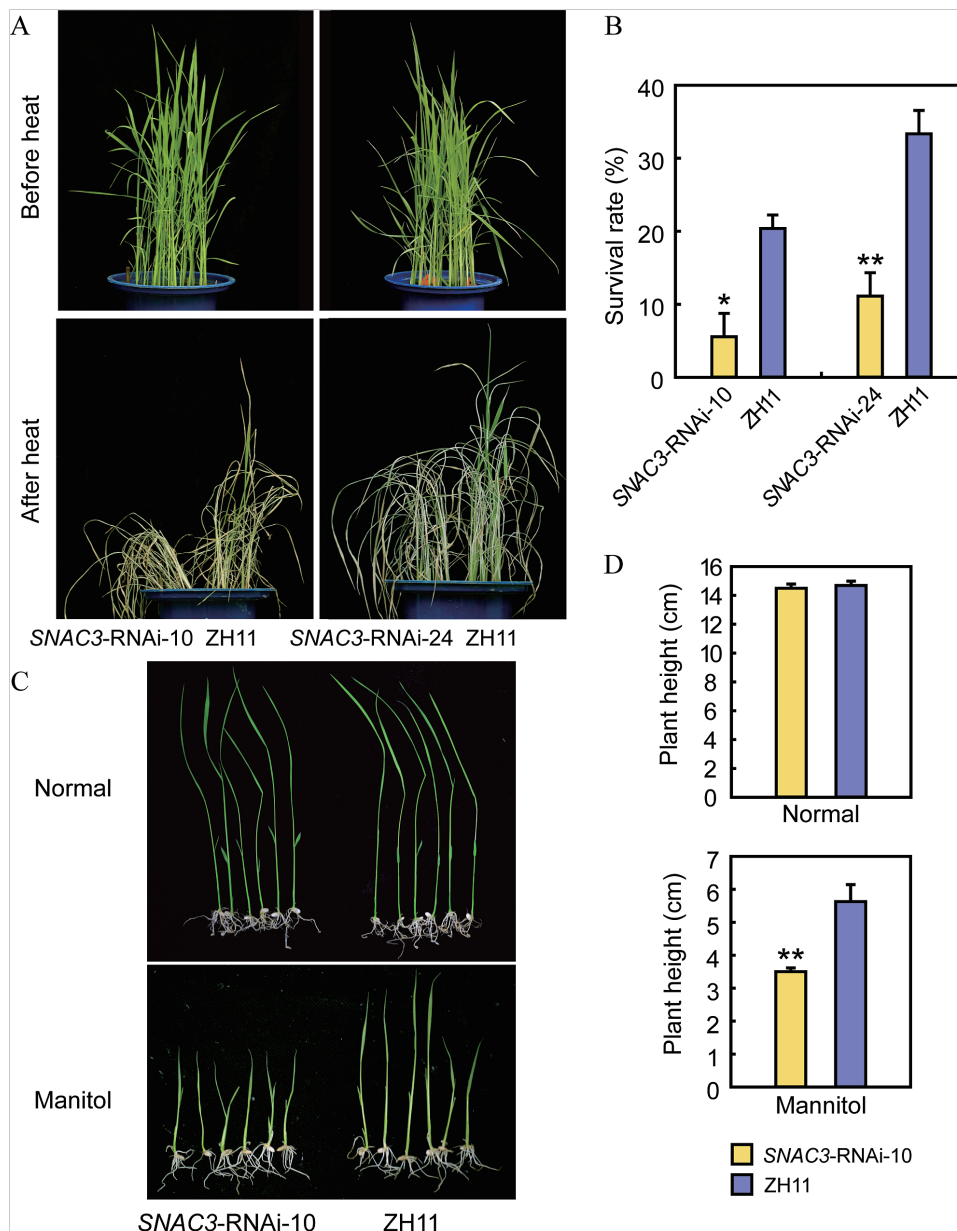 A
Before heat
After heat
SNAC3-RNAi-10 ZH11
SNAC3-RNAi-24 ZH11
B
Survival rate (%)
40
30
20
10
0
*
**
SNAC3-RNAi-10
ZH11
SNAC3-RNAi-24
ZH11
C
Normal
Manitol
SNAC3-RNAi-10
ZH11
D
Plant height (cm)
16
14
12
10
8
6
4
2
0
Normal
Plant height (cm)
7
6
5
4
3
2
1
0
**
Mannitol
SNAC3-RNAi-10
ZH11